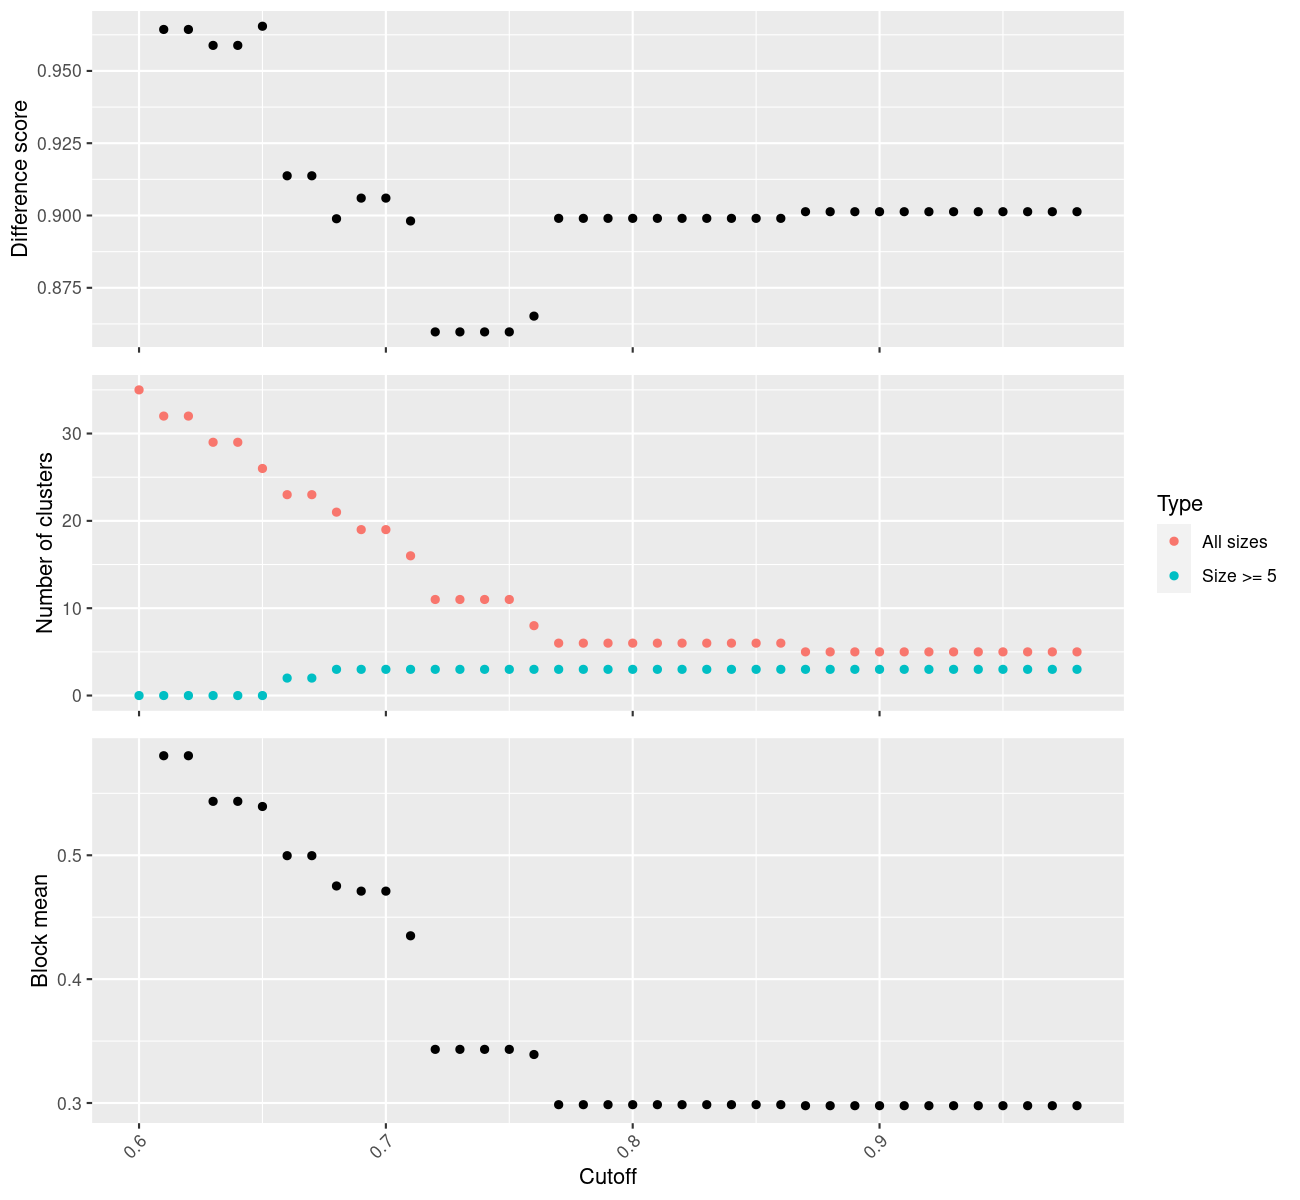 Difference score
0.950
0.925
0.900
0.875
Number of clusters
30
20
10
0
Type
All sizes
Size >= 5
Block mean
0.5
0.4
0.3
0.6
0.7
0.8
0.9
Cutoff